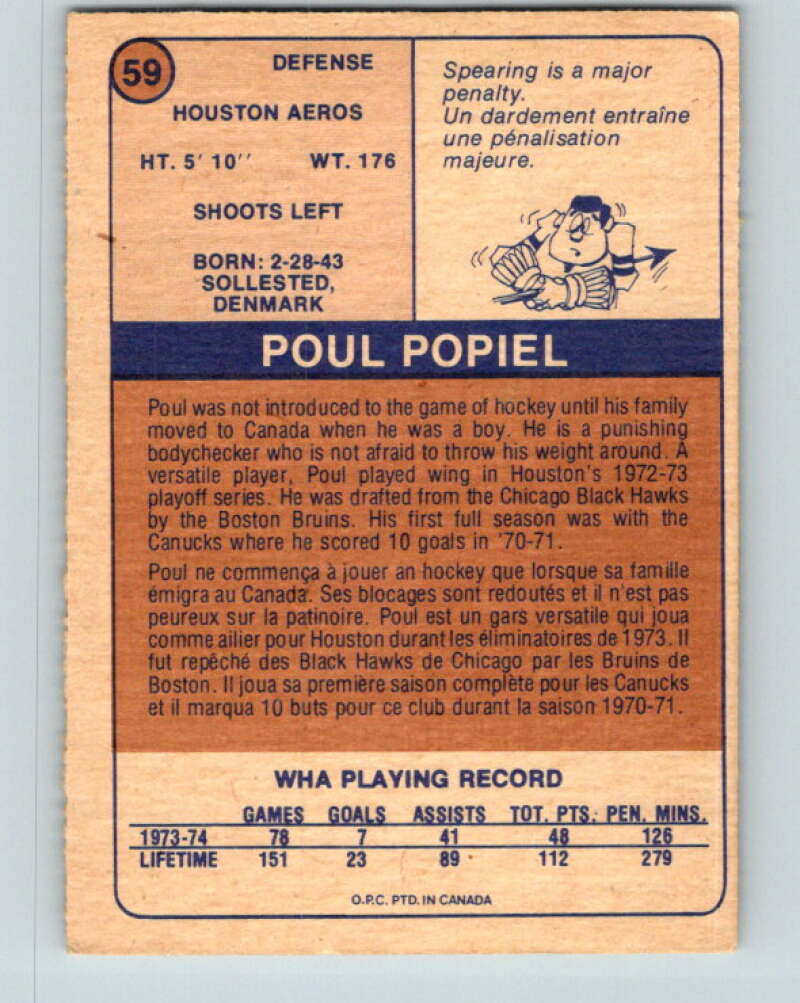 59
DEFENSE
HOUSTON AEROS
HT. 5' 10'' WT. 176
SHOOTS LEFT
BORN: 2-28-43
SOLLESTED,
DENMARK
Spearing is a major
penalty.
Un dardement entraîne
une pénalisation
majeure.
POUL POPIEL
Poul was not introduced to the game of hockey until his family
moved to Canada when he was a boy. He is a punishing
bodychecker who is not afraid to throw his weight around. A
versatile player, Poul played wing in Houston's 1972-73
playoff series. He was drafted from the Chicago Black Hawks
by the Boston Bruins. His first full season was with the
Canucks where he scored 10 goals in '70-71.
Poul ne commença à jouer an hockey que lorsque sa famille
émigra au Canada. Ses blocages sont redoutés et il n'est pas
peureux sur la patinoire. Poul est un gars versatile qui joua
comme ailier pour Houston durant les éliminatoires de 1973. Il
fut repêché des Black Hawks de Chicago par les Bruins de
Boston. Il joua sa première saison complète pour les Canucks
et il marqua 10 buts pour ce club durant la saison 1970-71.
WHA PLAYING RECORD
GAMES GOALS ASSISTS TOT. PTS. PEN. MINS.
1973-74 78 7 41 48 126
LIFETIME 151 23 89 112 279
O.P.C. PTD. IN CANADA